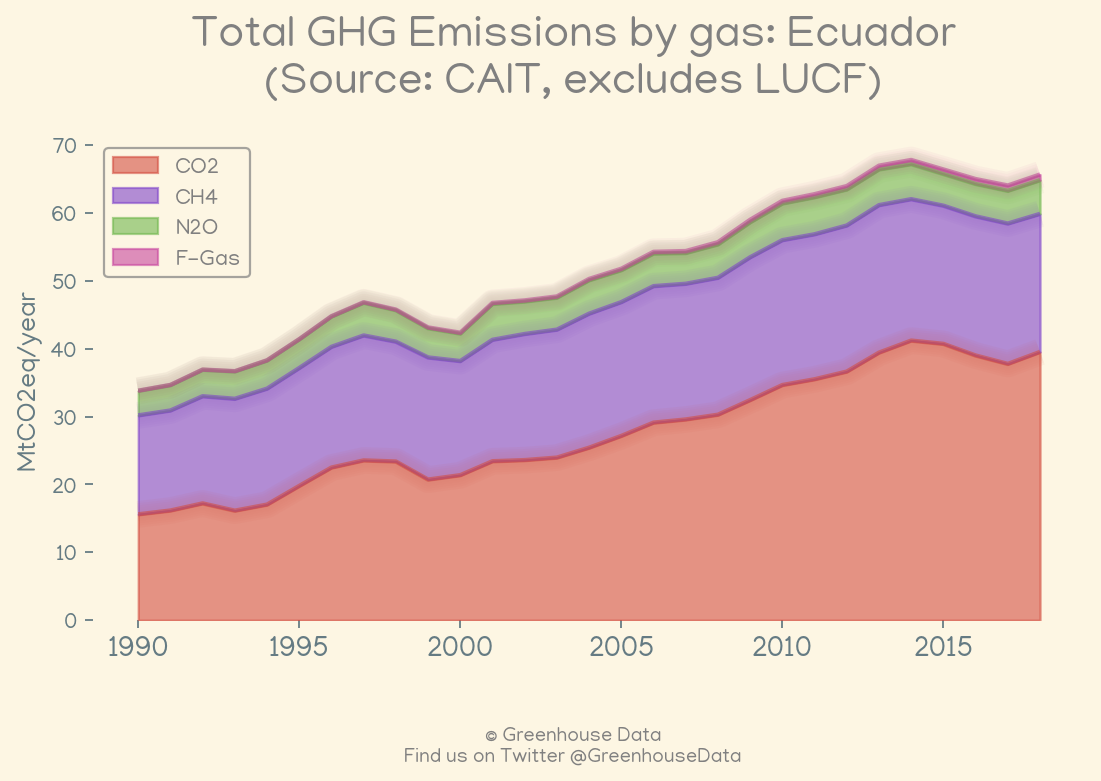 Total GHG Emissions by gas: Ecuador
(Source: CAIT, excludes LUCF)
MtCO2eq/year
70
60
50
40
30
20
10
0
CO2
CH4
N2O
F-Gas
1990 1995 2000 2005 2010 2015
© Greenhouse Data
Find us on Twitter @GreenhouseData